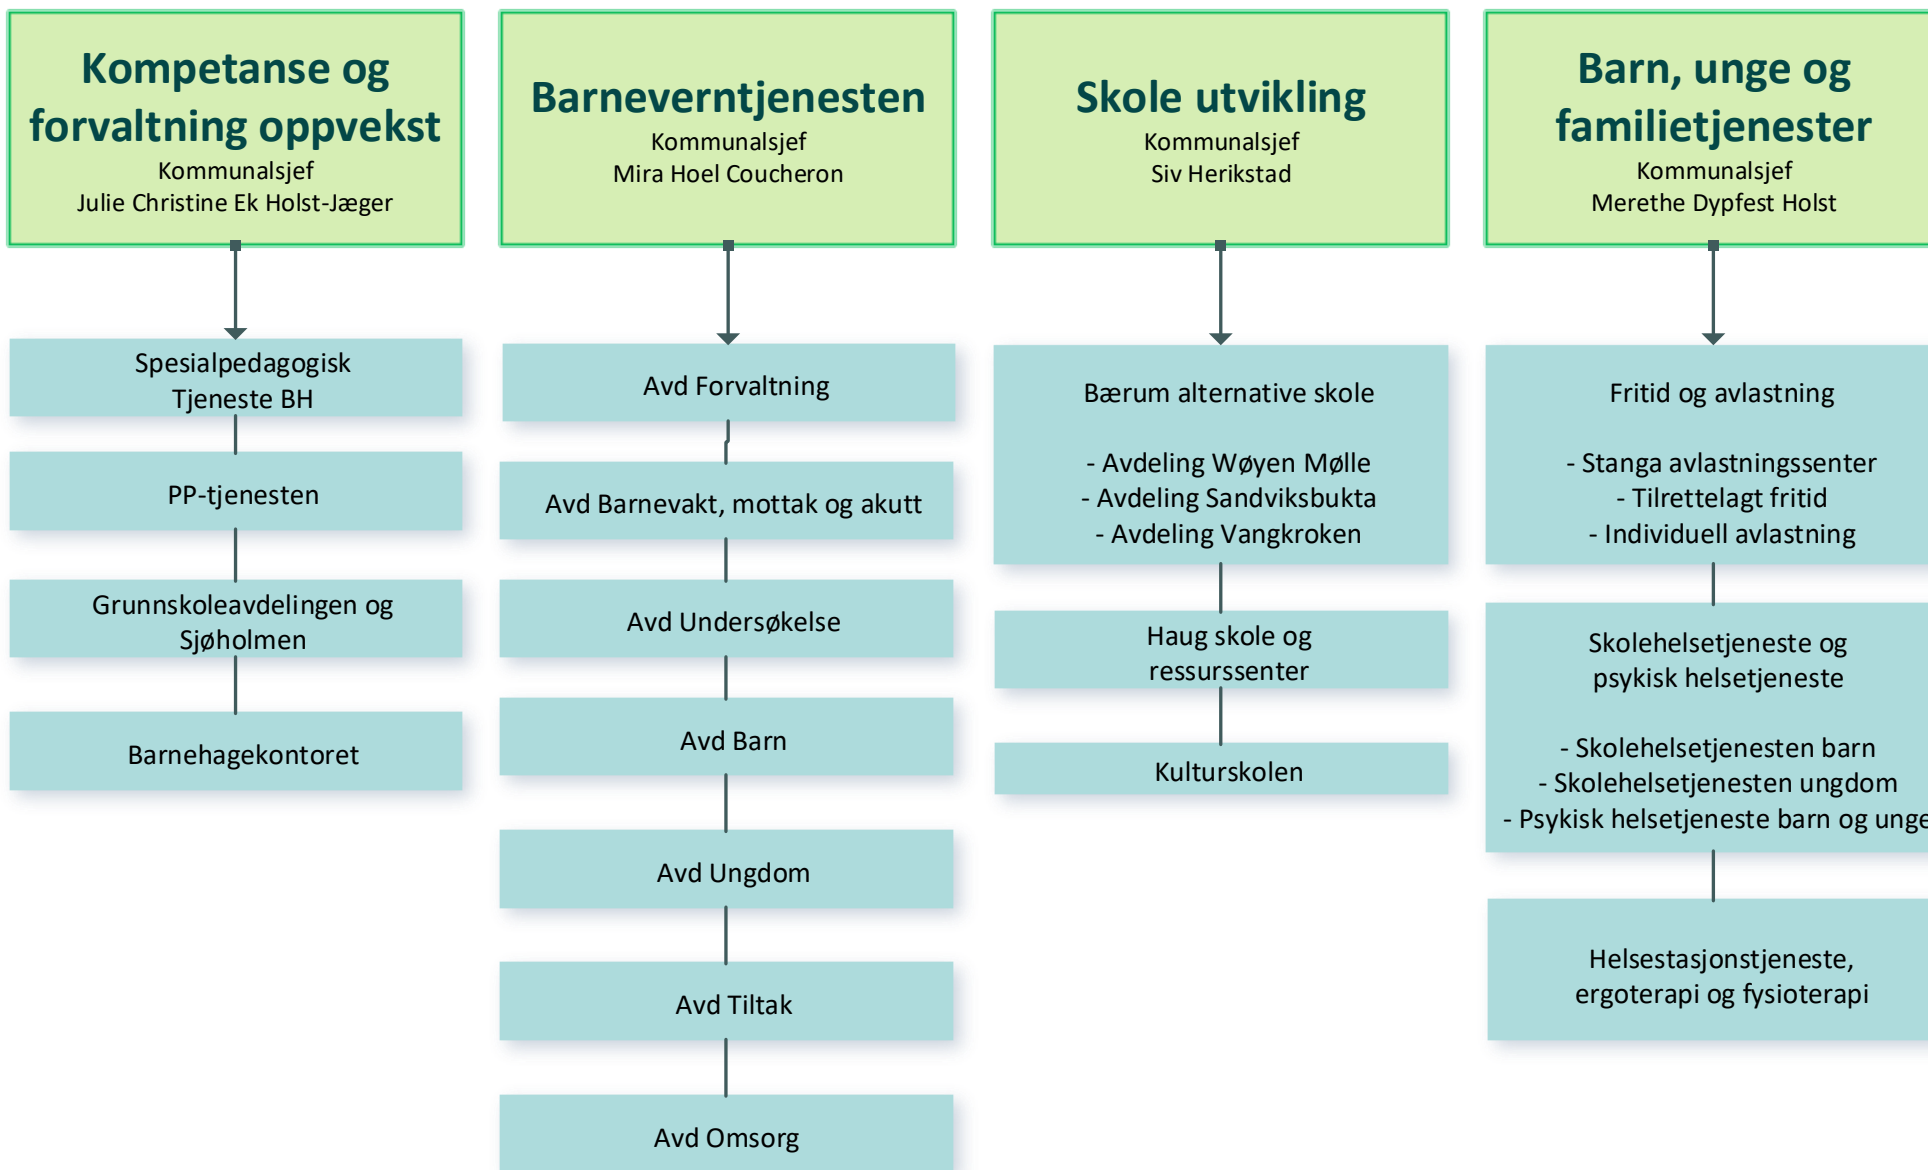 Kompetanse og
forvaltning oppvekst
Kommunalsjef
Julie Christine Ek Holst-Jæger
Spesialpedagogisk
Tjeneste BH
PP-tjenesten
Grunnskoleavdelingen og
Sjøholmen
Barnehagekontoret
Barneverntjenesten
Kommunalsjef
Mira Hoel Coucheron
Avd Forvaltning
Avd Barnevakt, mottak og akutt
Avd Undersøkelse
Avd Barn
Avd Ungdom
Avd Tiltak
Avd Omsorg
Skole utvikling
Kommunalsjef
Siv Herikstad
Bærum alternative skole
- Avdeling Wøyen Mølle
- Avdeling Sandviksbukta
- Avdeling Vangkroken
Haug skole og
ressurssenter
Kulturskolen
Barn, unge og
familietjenester
Kommunalsjef
Merethe Dypfest Holst
Fritid og avlastning
- Stanga avlastningssenter
- Tilrettelagt fritid
- Individuell avlastning
Skolehelsetjeneste og
psykisk helsetjeneste
- Skolehelsetjenesten barn
- Skolehelsetjenesten ungdom
- Psykisk helsetjeneste barn og unge
Helsestasjonstjeneste,
ergoterapi og fysioterapi